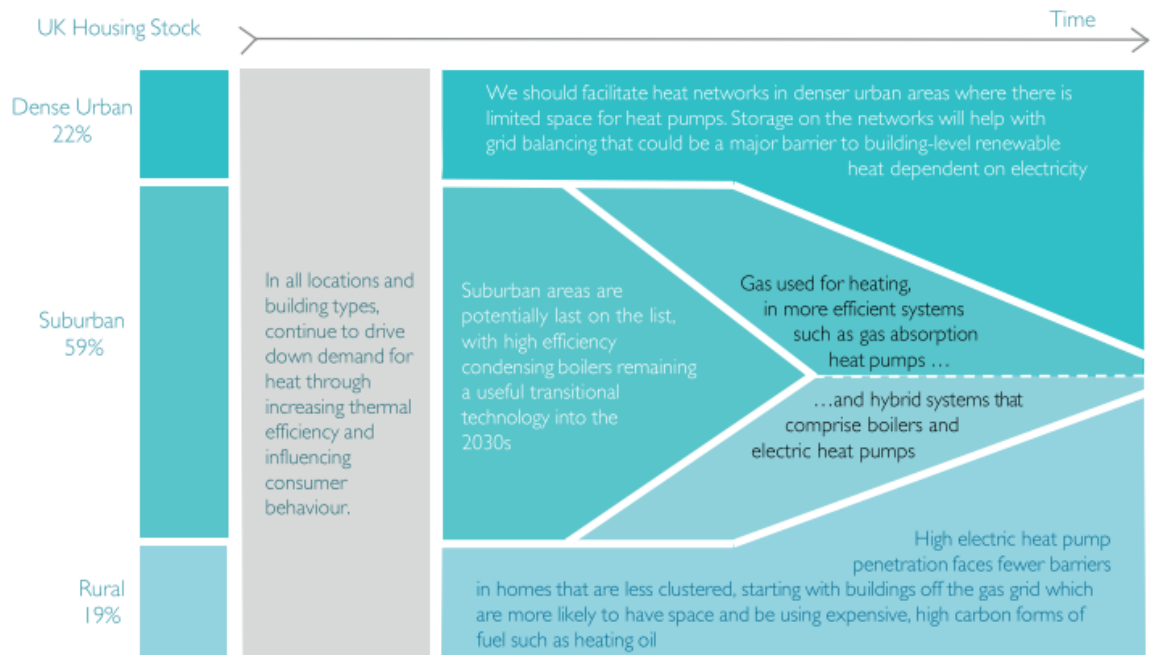 UK Housing Stock
Time
Dense Urban
22%
Suburban
59%
Rural
19%
In all locations and
building types,
continue to drive
down demand for
heat through
increasing thermal
efficiency and
influencing
consumer
behaviour.
We should facilitate heat networks in denser urban areas where there is
limited space for heat pumps. Storage on the networks will help with
grid balancing that could be a major barrier to building-level renewable
heat dependent on electricity
Suburban areas are
potentially last on the list,
with high efficiency
condensing boilers remaining
a useful transitional
technology into the
2030s
Gas used for heating,
in more efficient systems
such as gas absorption
heat pumps ...
...and hybrid systems that
comprise boilers and
electric heat pumps
High electric heat pump
penetration faces fewer barriers
in homes that are less clustered, starting with buildings off the gas grid which
are more likely to have space and be using expensive, high carbon forms of
fuel such as heating oil